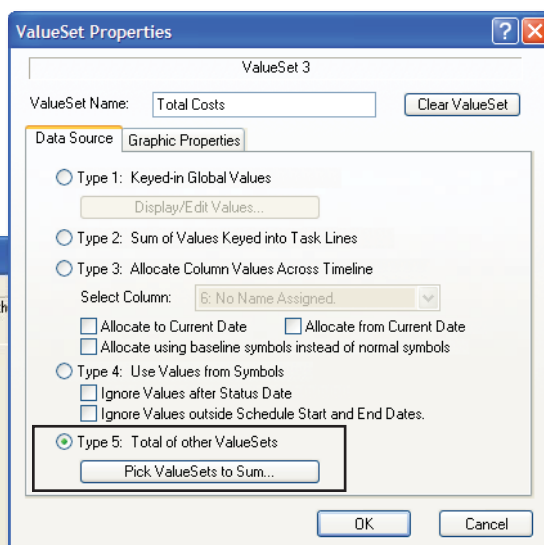 ValueSet Properties
ValueSet 3
ValueSet Name: Total Costs Clear ValueSet
Data Source Graphic Properties
Type 1: Keyed-in Global Values
Display/Edit Values...
Type 2: Sum of Values Keyed into Task Lines
Type 3: Allocate Column Values Across Timeline
Select Column: 6: No Name Assigned.
Allocate to Current Date Allocate from Current Date
Allocate using baseline symbols instead of normal symbols
Type 4: Use Values from Symbols
Ignore Values after Status Date
Ignore Values outside Schedule Start and End Dates.
Type 5: Total of other ValueSets
Pick ValueSets to Sum...
OK Cancel